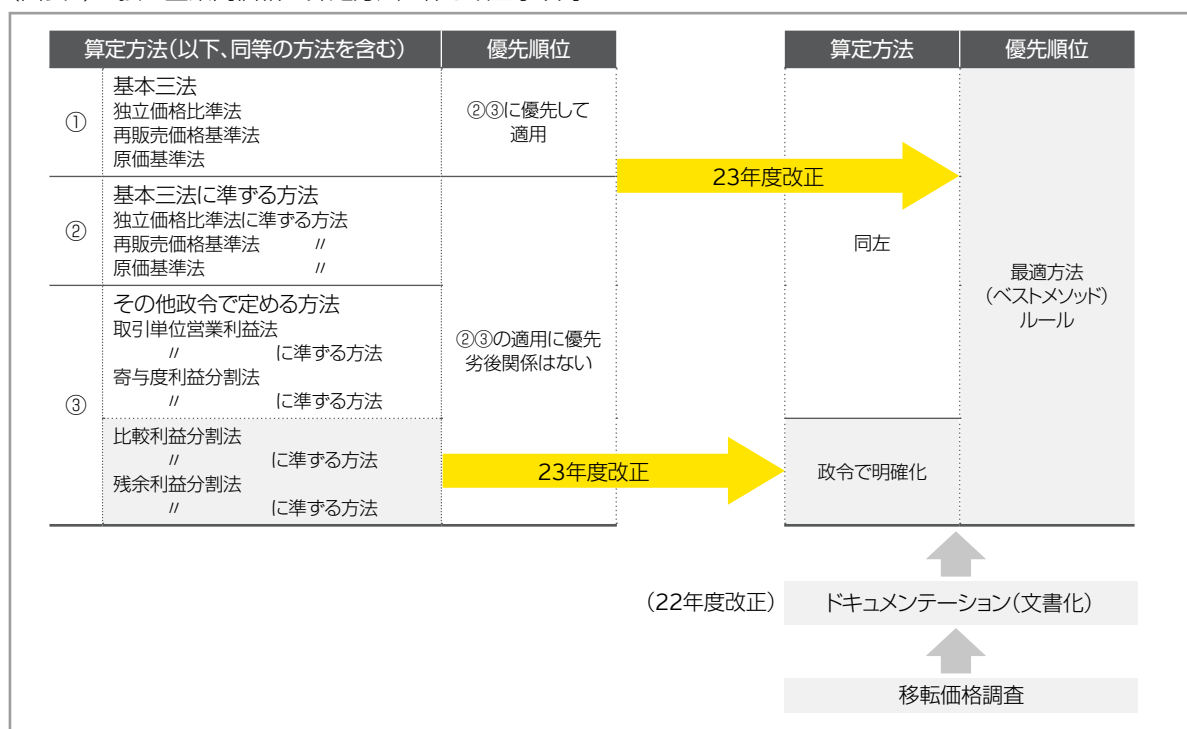 算定方法(以下、同等の方法を含む)
優先順位
①
基本三法
独立価格比準法
再販売価格基準法
原価基準法
②③に優先して
適用
②
基本三法に準ずる方法
独立価格比準法に準ずる方法
再販売価格基準法 〃
原価基準法 〃
③
その他政令で定める方法
取引単位営業利益法
〃 に準ずる方法
寄与度利益分割法
〃 に準ずる方法
比較利益分割法
〃 に準ずる方法
残余利益分割法
〃 に準ずる方法
②③の適用に優先
劣後関係はない
23年度改正
23年度改正
算定方法
優先順位
同左
政令で明確化
最適方法
(ベストメソッド)
ルール
(22年度改正)
ドキュメンテーション(文書化)
移転価格調査